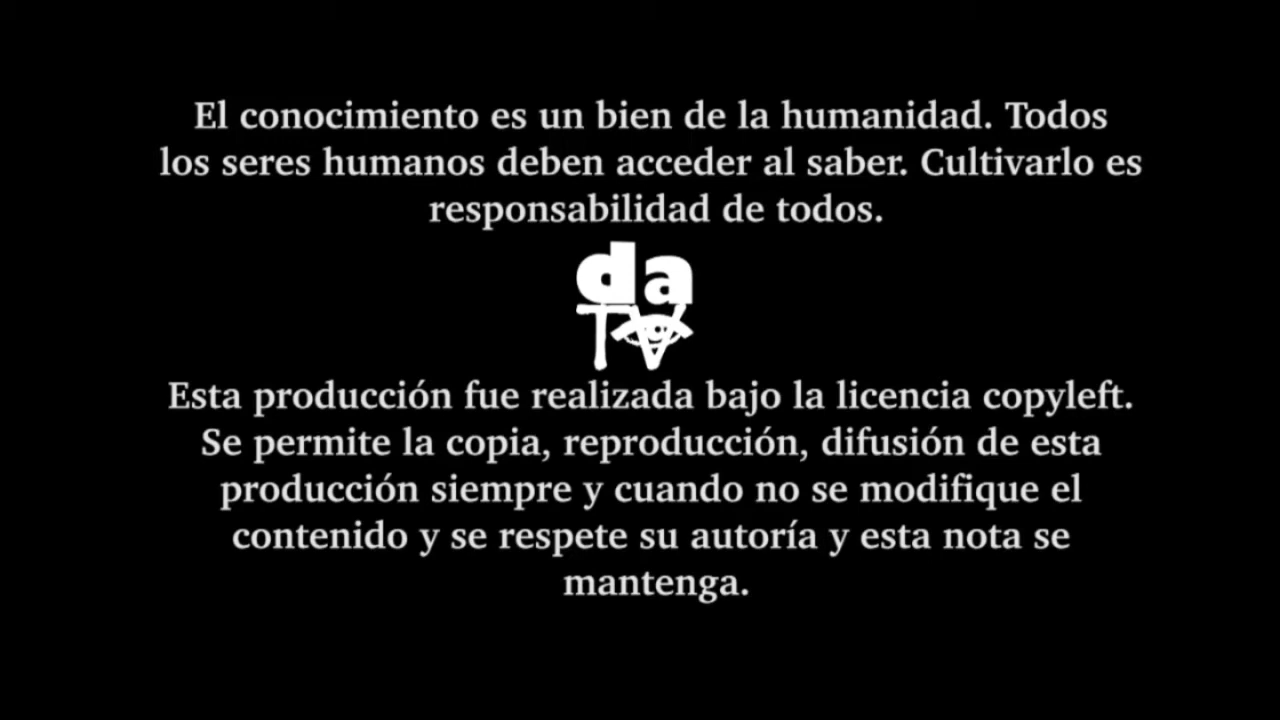 El conocimiento es un bien de la humanidad. Todos
los seres humanos deben acceder al saber. Cultivarlo es
responsabilidad de todos.
da
TV
Esta producción fue realizada bajo la licencia copyleft.
Se permite la copia, reproducción, difusión de esta
producción siempre y cuando no se modifique el
contenido y se respete su autoría y esta nota se
mantenga.